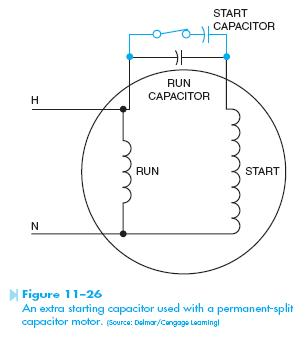 START
CAPACITOR
RUN
CAPACITOR
H
RUN
START
N
Figure 11–26
An extra starting capacitor used with a permanent-split
capacitor motor. (Source: Delmar/Cengage Learning)